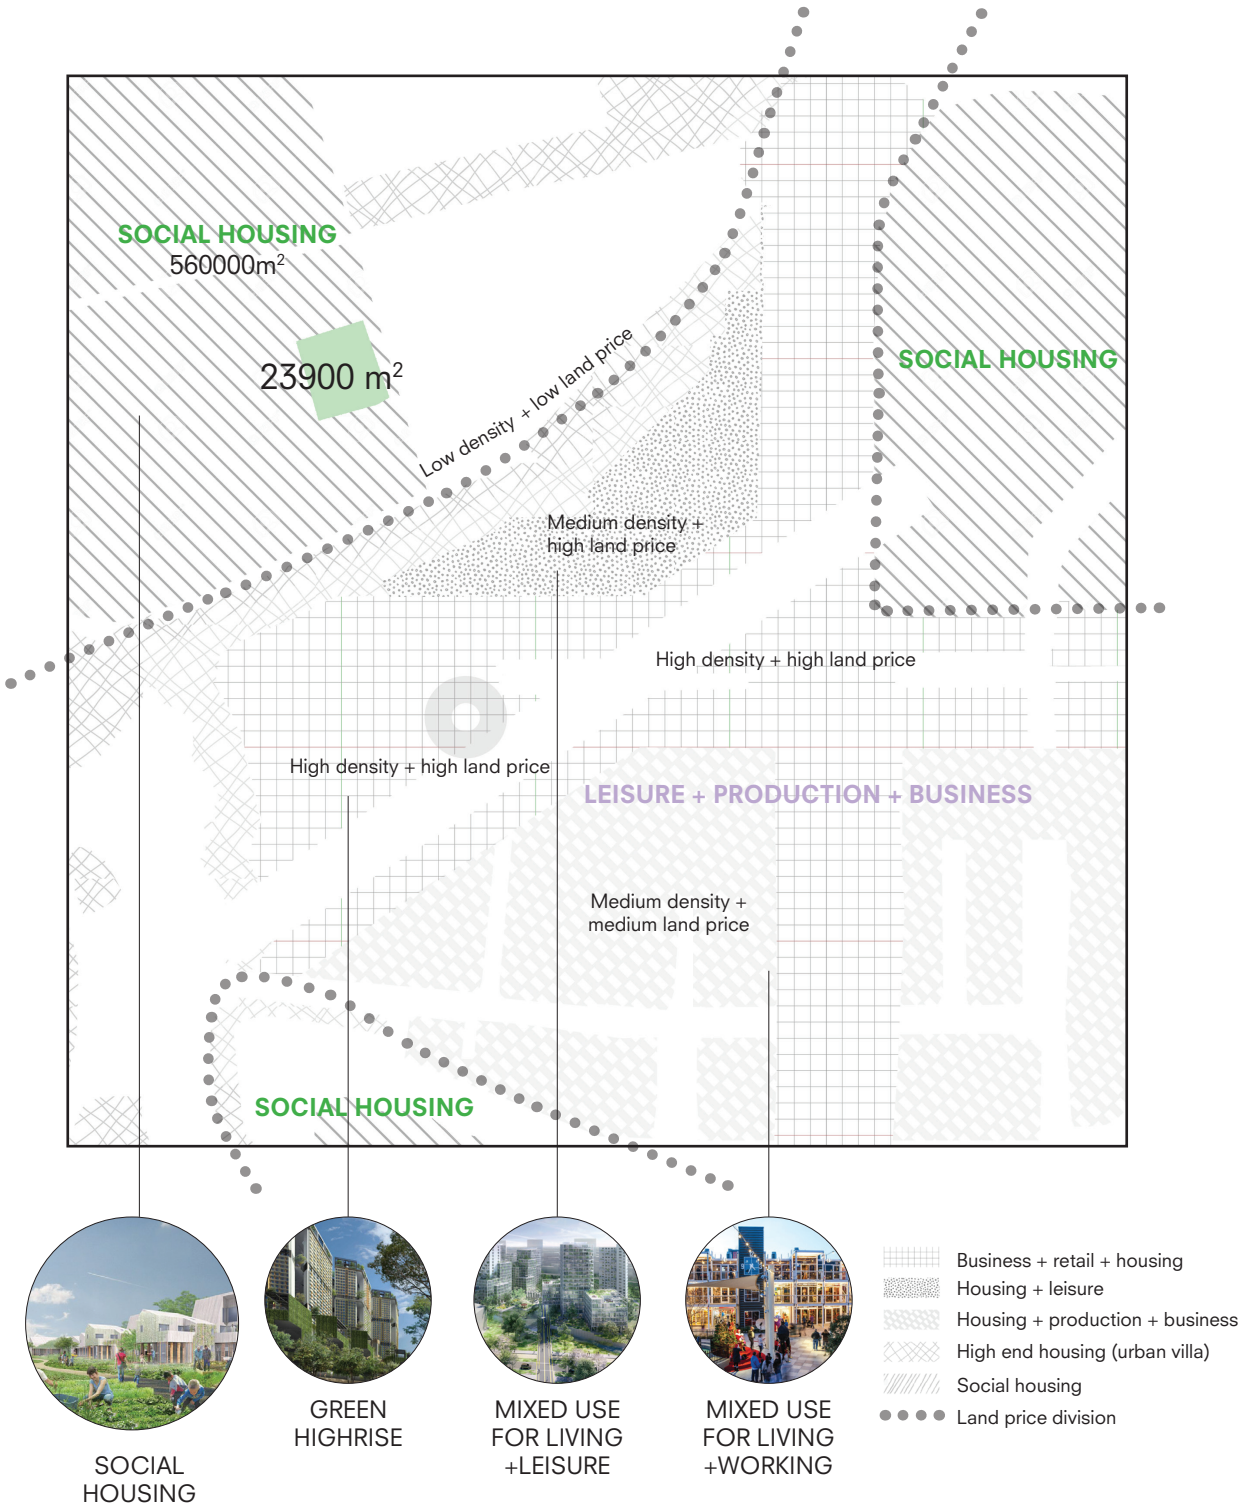 SOCIAL HOUSING
560000m²
23900 m²
Low density + low land price
SOCIAL HOUSING
Medium density +
high land price
High density + high land price
High density + high land price
LEISURE + PRODUCTION + BUSINESS
Medium density +
medium land price
SOCIAL HOUSING
SOCIAL
HOUSING
GREEN
HIGHRISE
MIXED USE
FOR LIVING
+LEISURE
MIXED USE
FOR LIVING
+WORKING
Business + retail + housing
Housing + leisure
Housing + production + business
High end housing (urban villa)
Social housing
Land price division